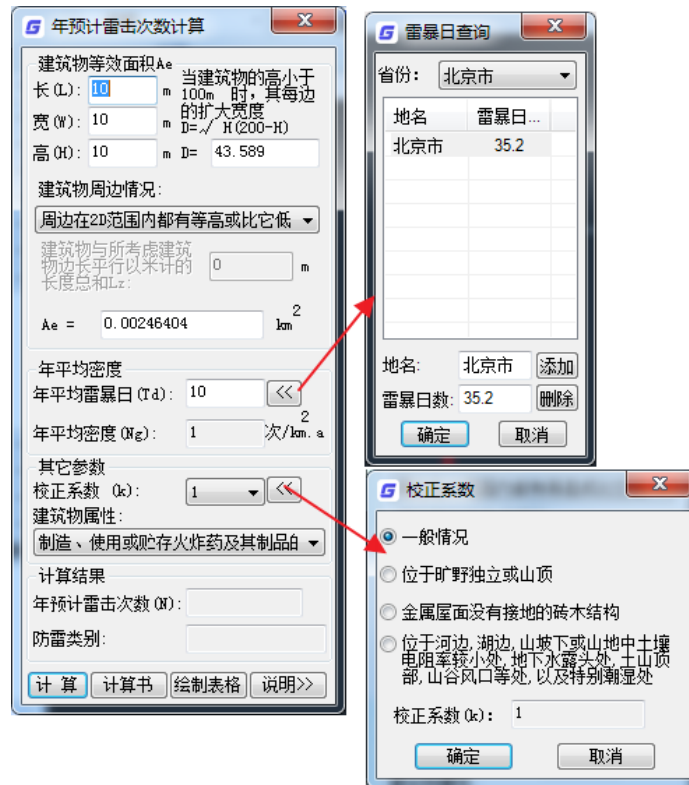 年预计雷击次数计算
建筑物等效面积Ae
长(L): 10 m
宽(W): 10 m
高(H): 10 m
当建筑物的高小于
100m 时，其每边
的扩大宽度
D=√ H(200-H)
D= 43.589
建筑物周边情况:
周边在2D范围内都有等高或比它低
建筑物与所考虑建筑
物边长平行以米计的
长度总和Lz:
0 m
Ae = 0.00246404 km2
年平均密度
年平均雷暴日(Td): 10 <<
年平均密度(Ng): 1 次/km2.a
其它参数
校正系数 (k): 1 <<
建筑物属性:
制造、使用或贮存火炸药及其制品的
计算结果
年预计雷击次数(N):
防雷类别:
计 算 计算书 绘制表格 说明>>
雷暴日查询
省份: 北京市
地名 雷暴日...
北京市 35.2
地名: 北京市 添加
雷暴日数: 35.2 删除
确定 取消
校正系数
一般情况
位于旷野独立或山顶
金属屋面没有接地的砖木结构
位于河边,湖边,山坡下或山地中土壤
电阻率较小处,地下水露头处,土山顶
部,山谷风口等处,以及特别潮湿处
校正系数(k): 1
确定 取消